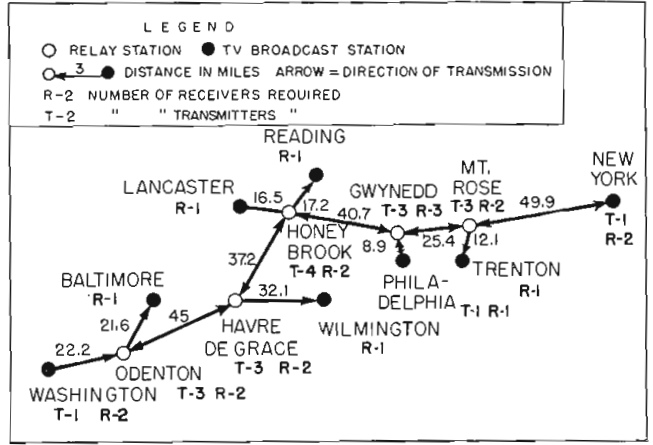 LEGEND
RELAY STATION TV BROADCAST STATION
3 DISTANCE IN MILES ARROW = DIRECTION OF TRANSMISSION
R-2 NUMBER OF RECEIVERS REQUIRED
T-2 " " TRANSMITTERS "
READING
R-1
LANCASTER
R-1
16.5
17.2
HONEY
BROOK
T-4 R-2
40.7
GWYNEDD
T-3 R-3
8.9
25.4
MT.
ROSE
T-3 R-2
49.9
NEW
YORK
T-1
R-2
12.1
TRENTON
R-1
PHILA-
DELPHIA
T-1 R-1
37.2
BALTIMORE
R-1
21.6
45
32.1
HAVRE
DE GRACE
T-3 R-2
WILMINGTON
R-1
22.2
ODENTON
T-3 R-2
WASHINGTON
T-1 R-2